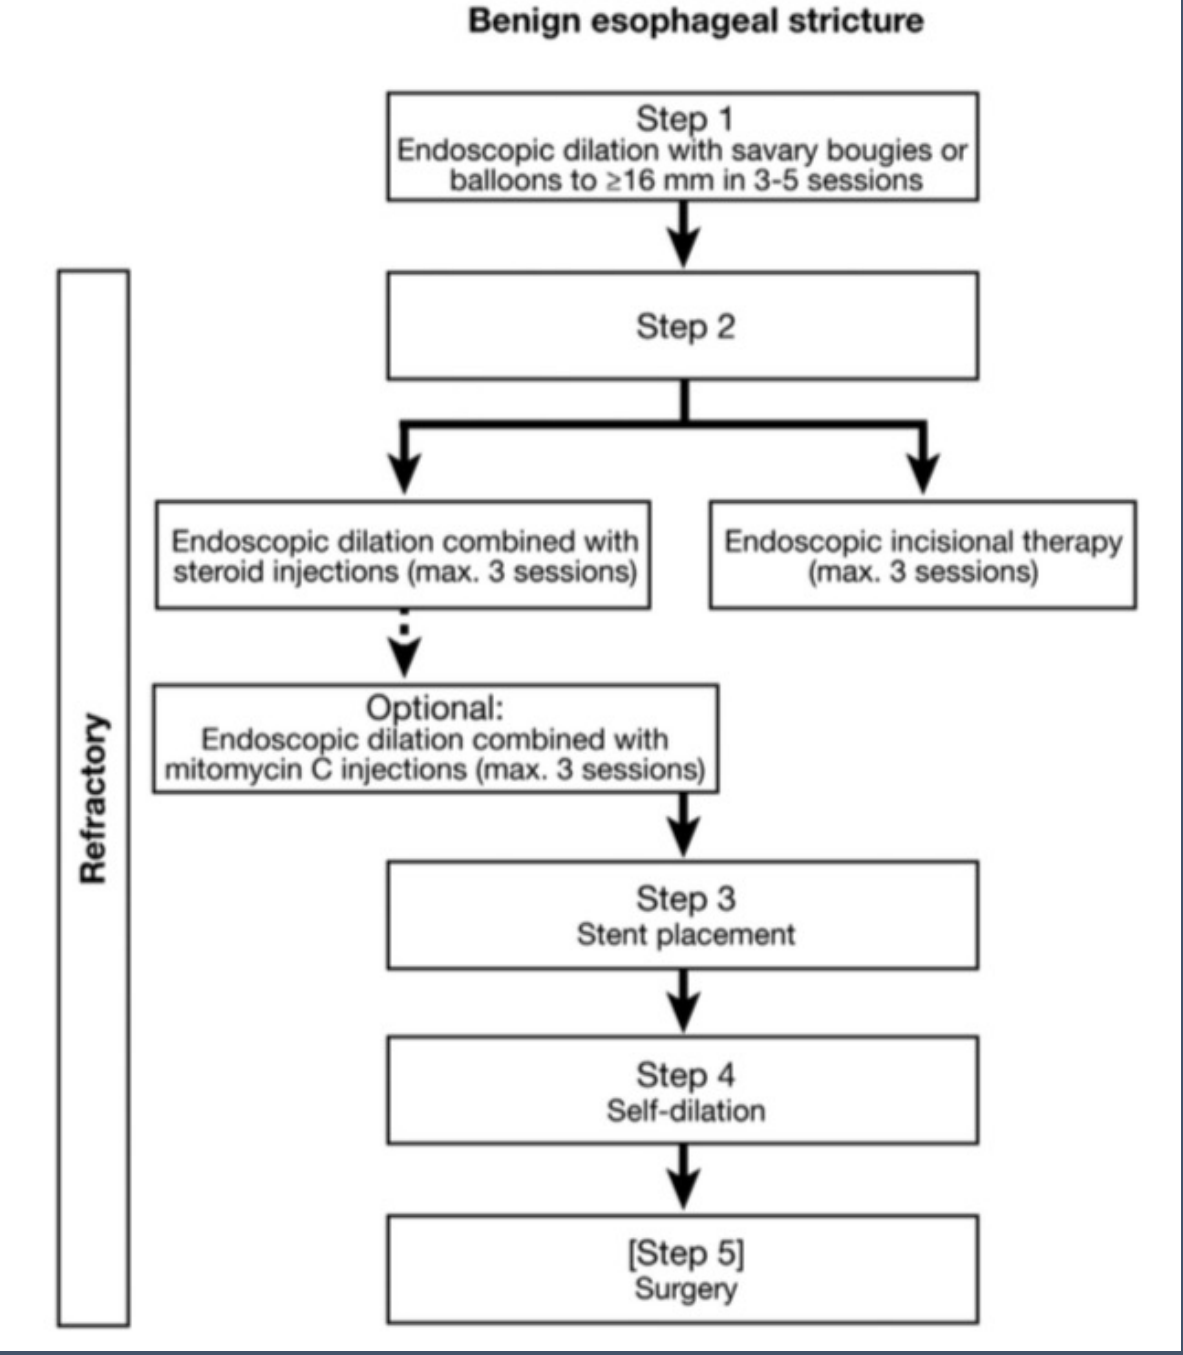 Benign esophageal stricture
Step 1
Endoscopic dilation with savary bougies or
balloons to ≥16 mm in 3-5 sessions
Step 2
Endoscopic dilation combined with
steroid injections (max. 3 sessions)
Endoscopic incisional therapy
(max. 3 sessions)
Optional:
Endoscopic dilation combined with
mitomycin C injections (max. 3 sessions)
Refractory
Step 3
Stent placement
Step 4
Self-dilation
[Step 5]
Surgery